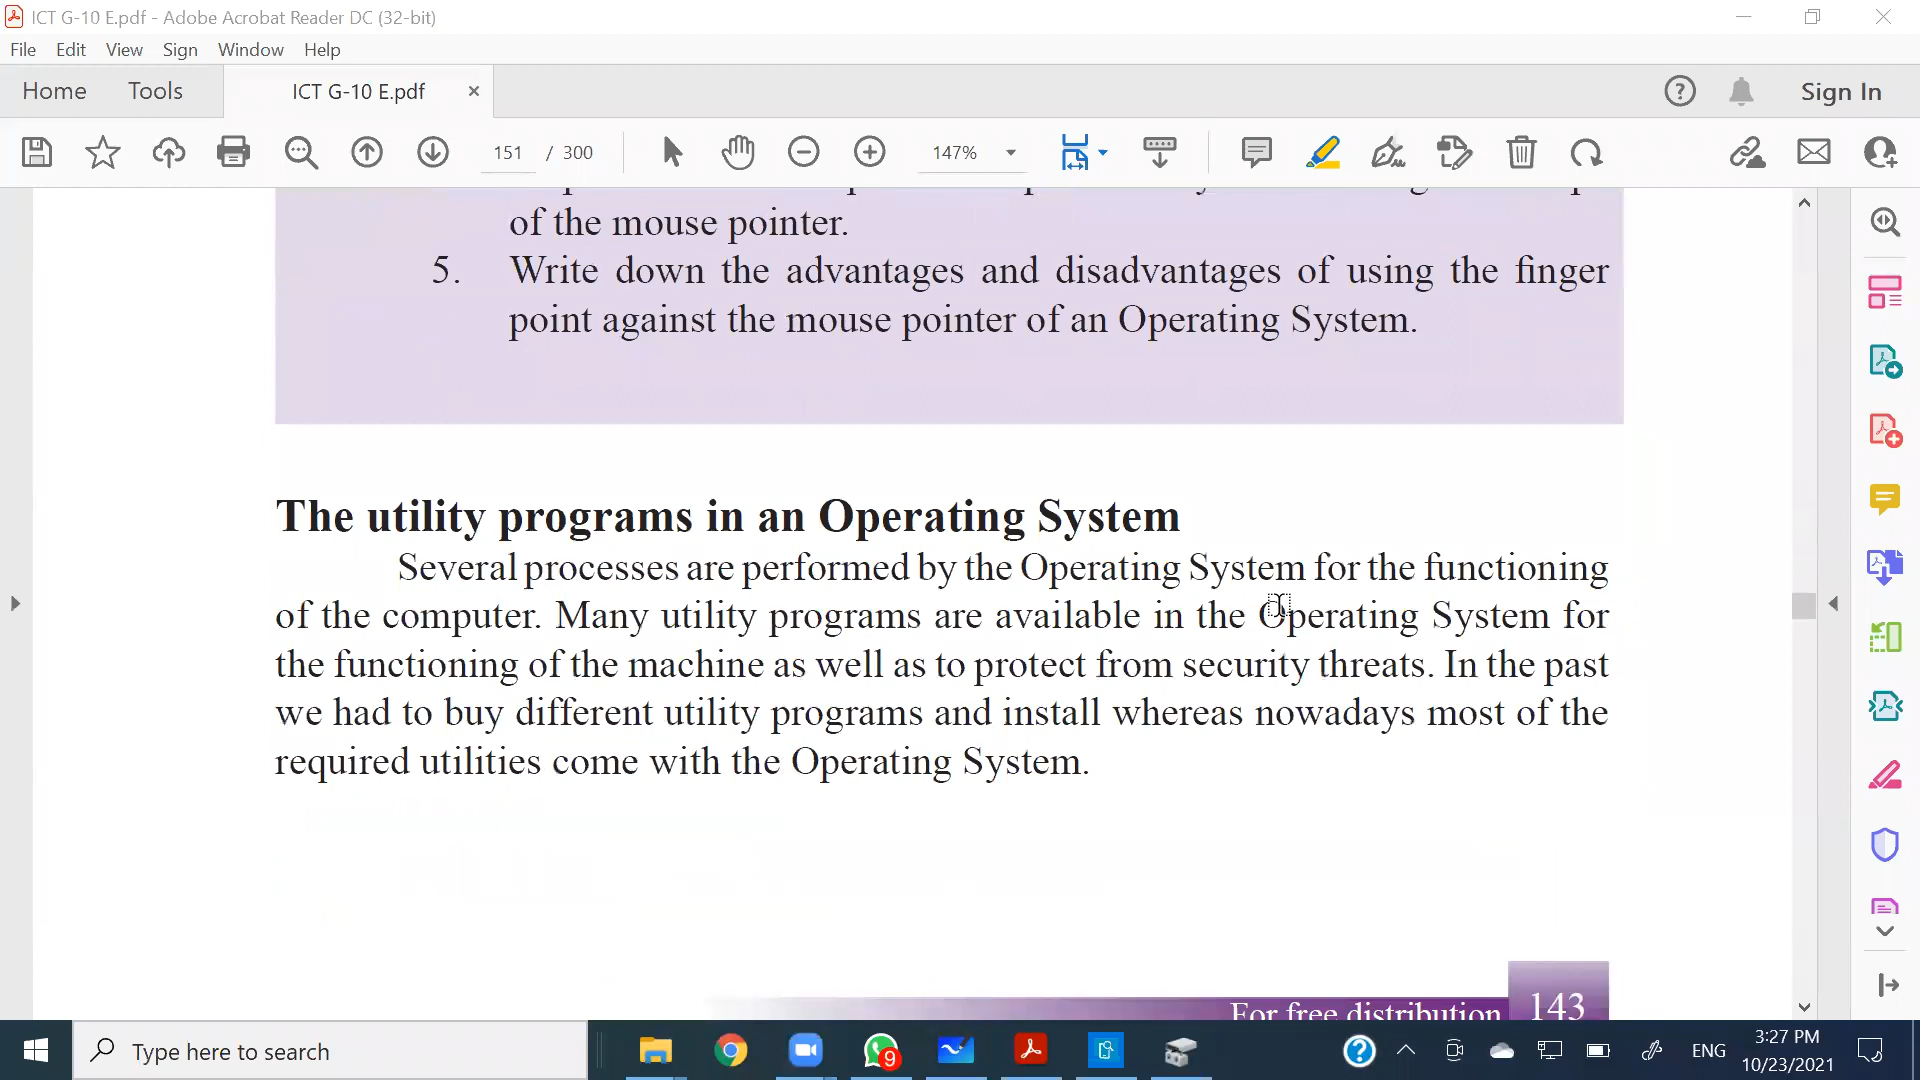 ICT G-10 E.pdf - Adobe Acrobat Reader DC (32-bit)
File Edit View Sign Window Help
Home Tools ICT G-10 E.pdf × Sign In
151 / 300 147%
of the mouse pointer.
5. Write down the advantages and disadvantages of using the finger
point against the mouse pointer of an Operating System.
The utility programs in an Operating System
Several processes are performed by the Operating System for the functioning
of the computer. Many utility programs are available in the Operating System for
the functioning of the machine as well as to protect from security threats. In the past
we had to buy different utility programs and install whereas nowadays most of the
required utilities come with the Operating System.
For free distribution 143
Type here to search
9
ENG
3:27 PM
10/23/2021